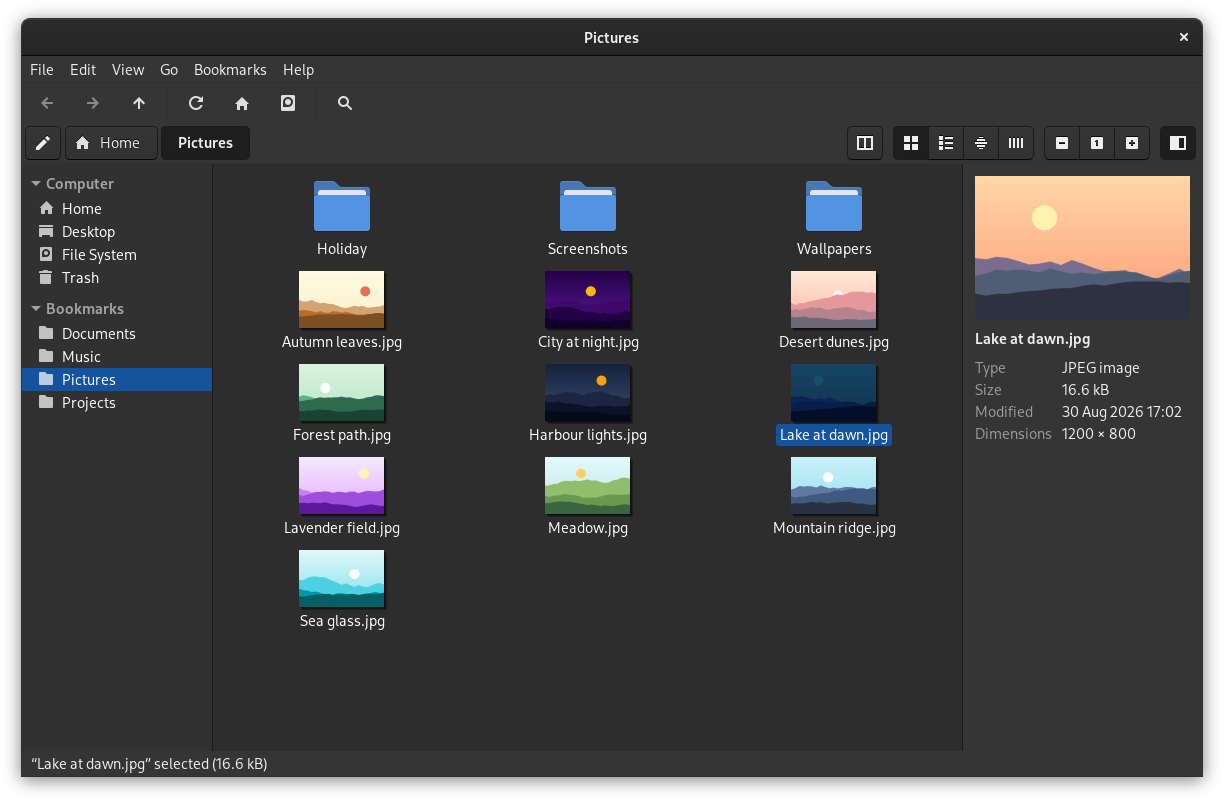 Pictures
File Edit View Go Bookmarks Help
Home Pictures
1
Computer
Home
Desktop
File System
Trash
Bookmarks
Documents
Music
Pictures
Projects
Holiday Screenshots Wallpapers
Autumn leaves.jpg City at night.jpg Desert dunes.jpg
Forest path.jpg Harbour lights.jpg Lake at dawn.jpg
Lavender field.jpg Meadow.jpg Mountain ridge.jpg
Sea glass.jpg
Lake at dawn.jpg
Type JPEG image
Size 16.6 kB
Modified 30 Aug 2026 17:02
Dimensions 1200 × 800
“Lake at dawn.jpg” selected (16.6 kB)